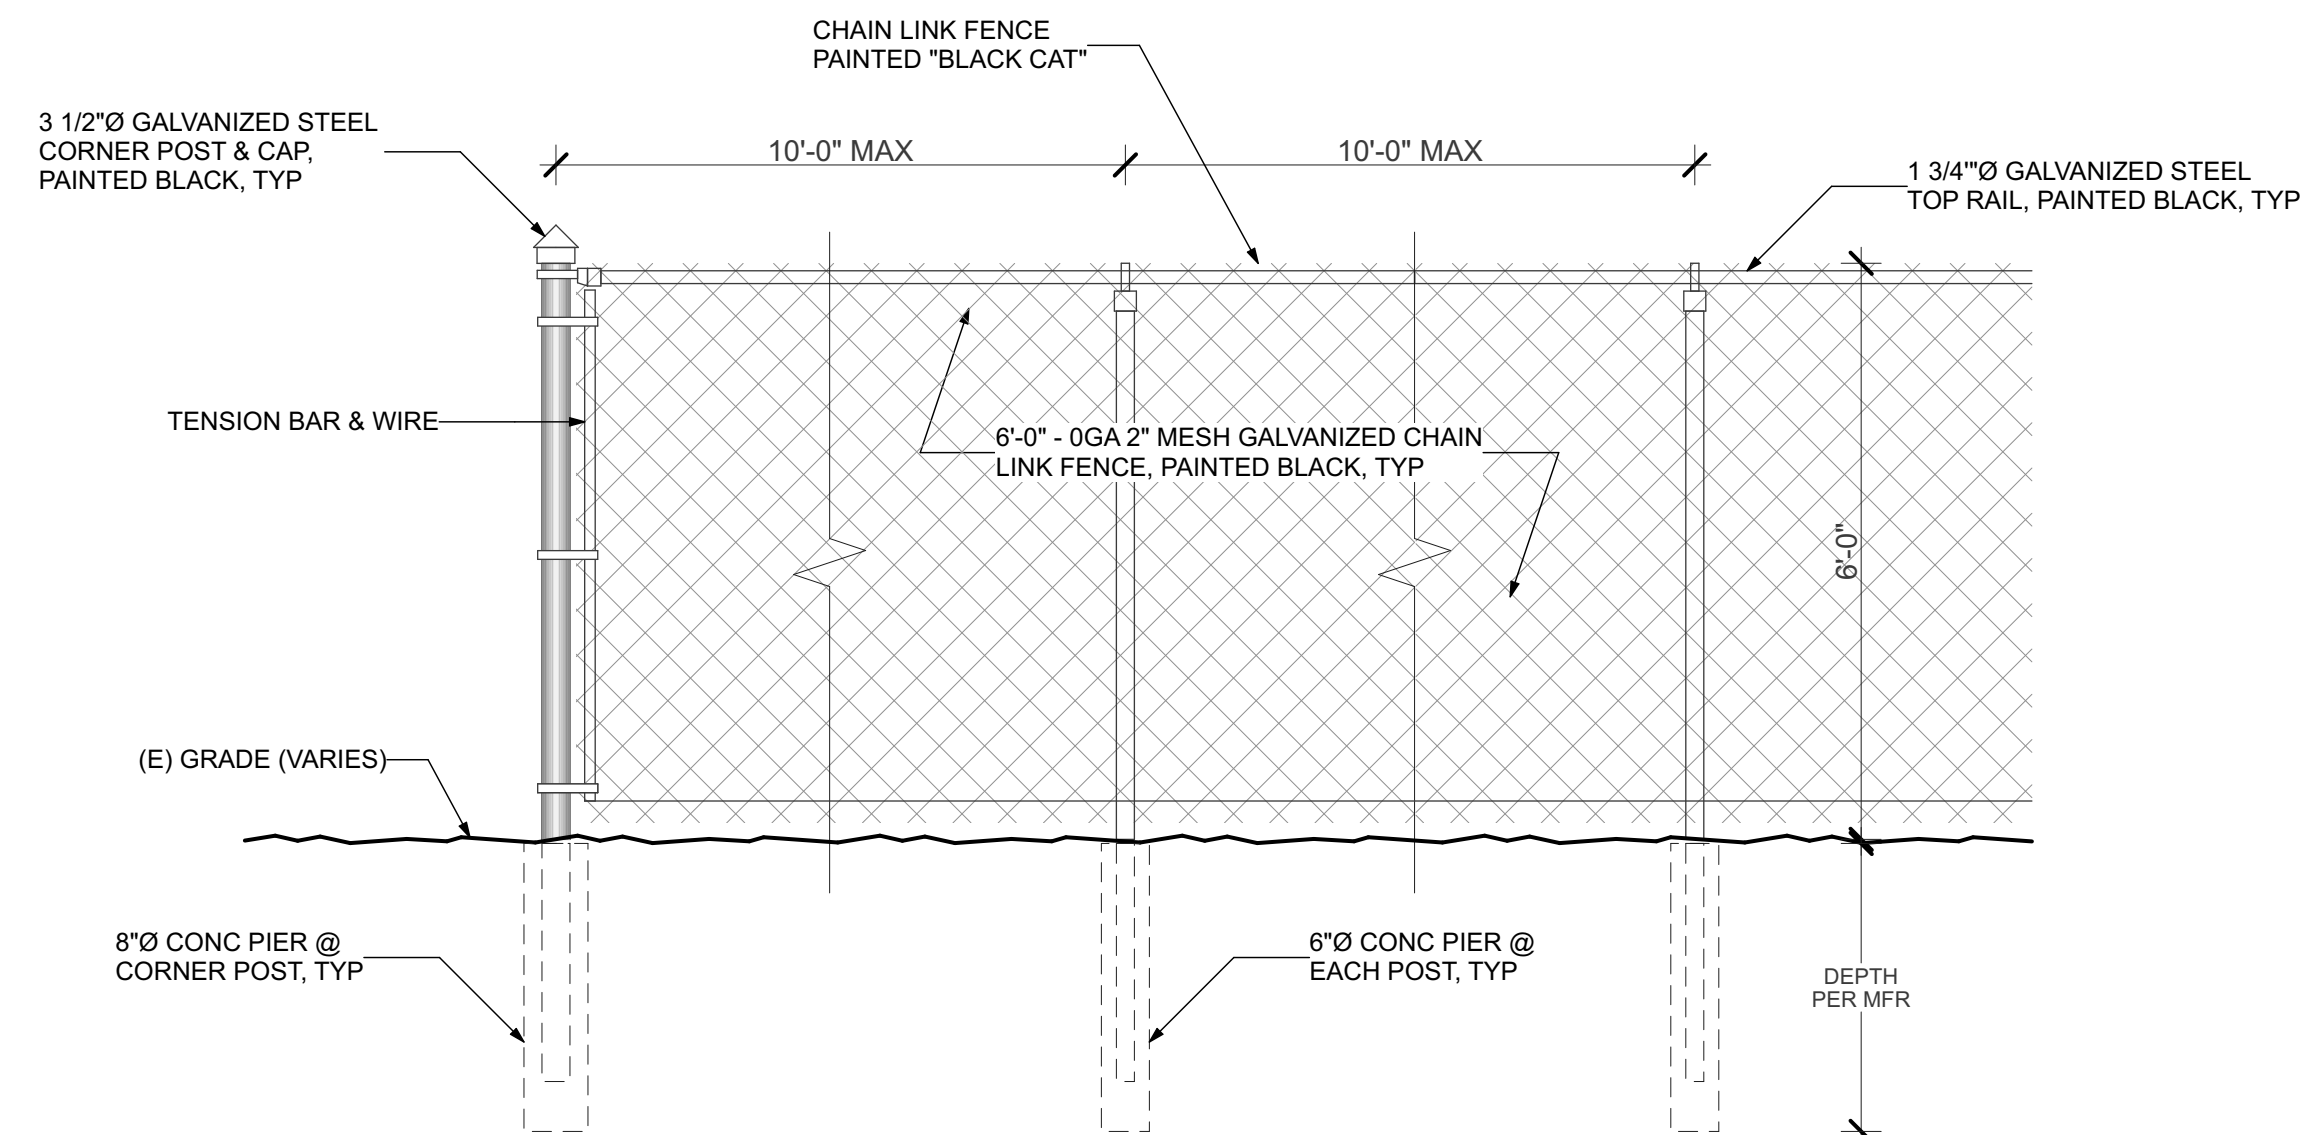 CHAIN LINK FENCE
PAINTED "BLACK CAT"
3 1/2"Ø GALVANIZED STEEL
CORNER POST & CAP,
PAINTED BLACK, TYP
10'-0" MAX
10'-0" MAX
1 3/4'"Ø GALVANIZED STEEL
TOP RAIL, PAINTED BLACK, TYP
TENSION BAR & WIRE
6'-0" - 0GA 2" MESH GALVANIZED CHAIN
LINK FENCE, PAINTED BLACK, TYP
6'-0"
(E) GRADE (VARIES)
8"Ø CONC PIER @
CORNER POST, TYP
6"Ø CONC PIER @
EACH POST, TYP
DEPTH
PER MFR